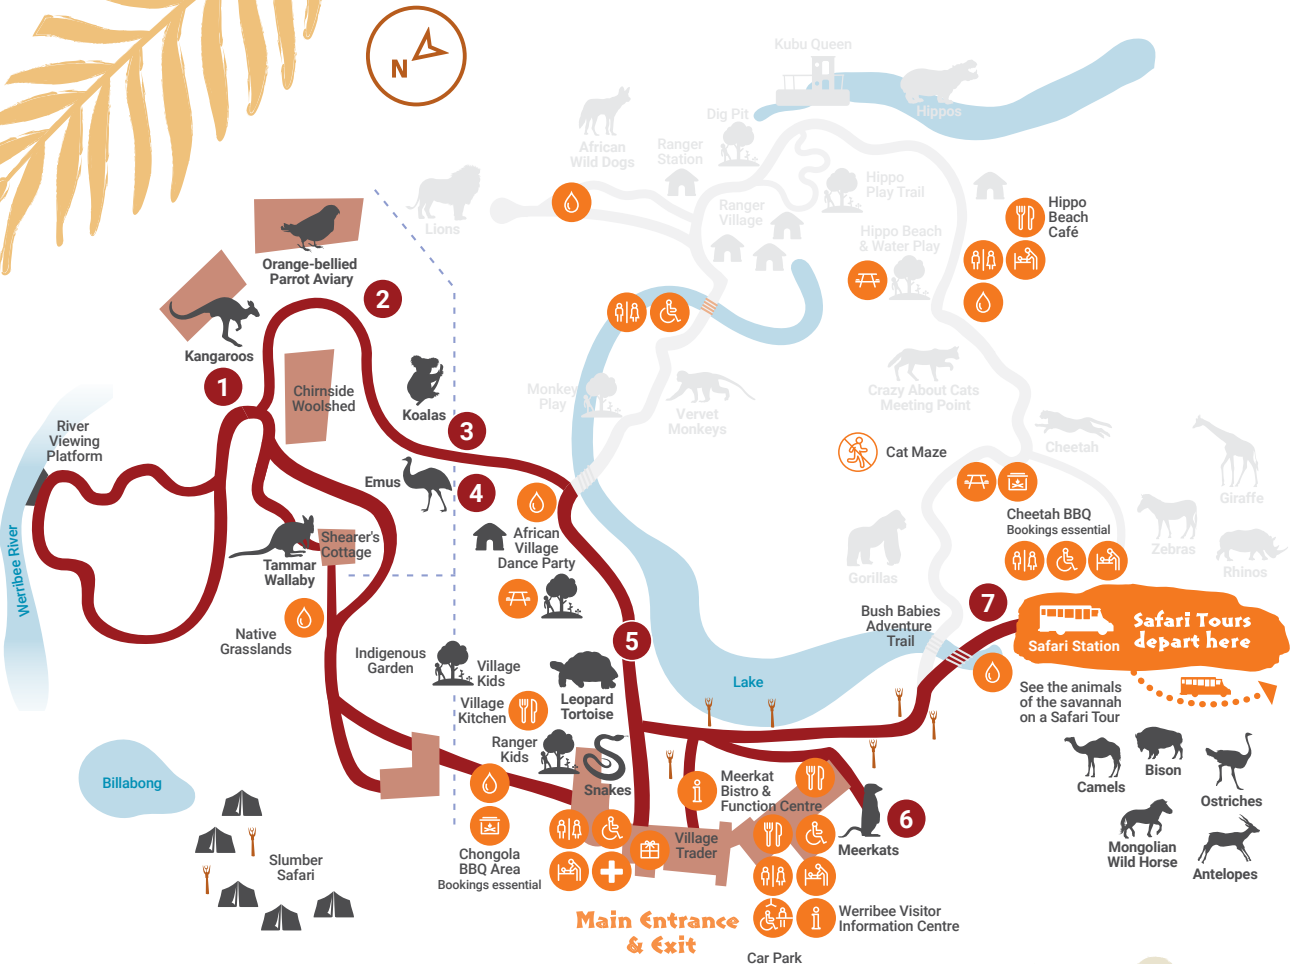 N
Kubu Queen
Hippos
Dig Pit
African
Wild Dogs
Ranger
Station
Hippo
Play Trail
Lions
Ranger
Village
Hippo Beach
& Water Play
Hippo
Beach
Café
Orange-bellied
Parrot Aviary
2
Kangaroos
1
Chirnside
Woolshed
Koalas
3
Monkey
Play
Vervet
Monkeys
Crazy About Cats
Meeting Point
Cheetah
Cat Maze
Giraffe
River
Viewing
Platform
Werribee River
Emus
4
African
Village
Dance Party
Cheetah BBQ
Bookings essential
Zebras
Rhinos
Gorillas
Shearer's
Cottage
Tammar
Wallaby
Native
Grasslands
Bush Babies
Adventure
Trail
7
Safari Station
Safari Tours
depart here
5
Indigenous
Garden
Village
Kids
Leopard
Tortoise
Village
Kitchen
Lake
See the animals
of the savannah
on a Safari Tour
Ranger
Kids
Snakes
Camels
Bison
Ostriches
Mongolian
Wild Horse
Antelopes
Billabong
i
Meerkat
Bistro &
Function Centre
6
Meerkats
Village
Trader
Chongola
BBQ Area
Bookings essential
Slumber
Safari
Main Entrance
& Exit
i
Werribee Visitor
Information Centre
Car Park